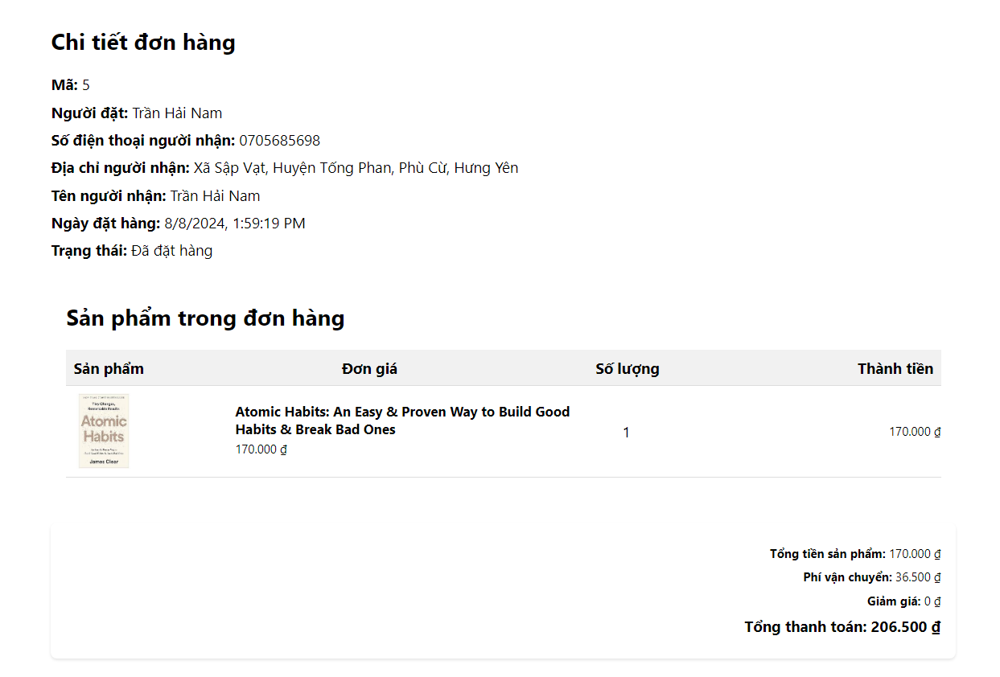 Chi tiết đơn hàng
Mã: 5
Người đặt: Trần Hải Nam
Số điện thoại người nhận: 0705685698
Địa chỉ người nhận: Xã Sập Vạt, Huyện Tống Phan, Phù Cừ, Hưng Yên
Tên người nhận: Trần Hải Nam
Ngày đặt hàng: 8/8/2024, 1:59:19 PM
Trạng thái: Đã đặt hàng
Sản phẩm trong đơn hàng
Sản phẩm Đơn giá Số lượng Thành tiền
Tiny Changes,
Remarkable Results
Atomic
Habits
James Clear
Atomic Habits: An Easy & Proven Way to Build Good
Habits & Break Bad Ones
170.000 ₫
1
170.000 ₫
Tổng tiền sản phẩm: 170.000 ₫
Phí vận chuyển: 36.500 ₫
Giảm giá: 0 ₫
Tổng thanh toán: 206.500 ₫